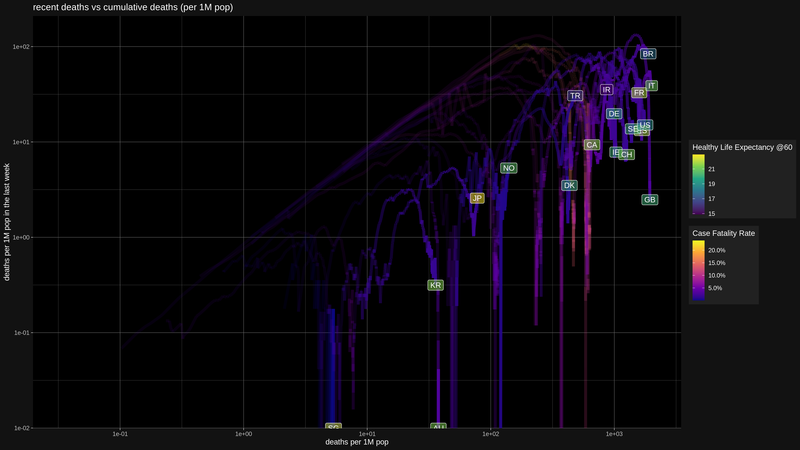 recent deaths vs cumulative deaths (per 1M pop)
1e+02
1e+01
1e+00
1e-01
1e-02
deaths per 1M pop in the last week
BR
IT
FR
IR
TR
DE
US
CA
CH
NO
DK
JP
GB
KR
SG
AU
1e-01
1e+00
1e+01
1e+02
1e+03
deaths per 1M pop
Healthy Life Expectancy @60
21
19
17
15
Case Fatality Rate
20.0%
15.0%
10.0%
5.0%